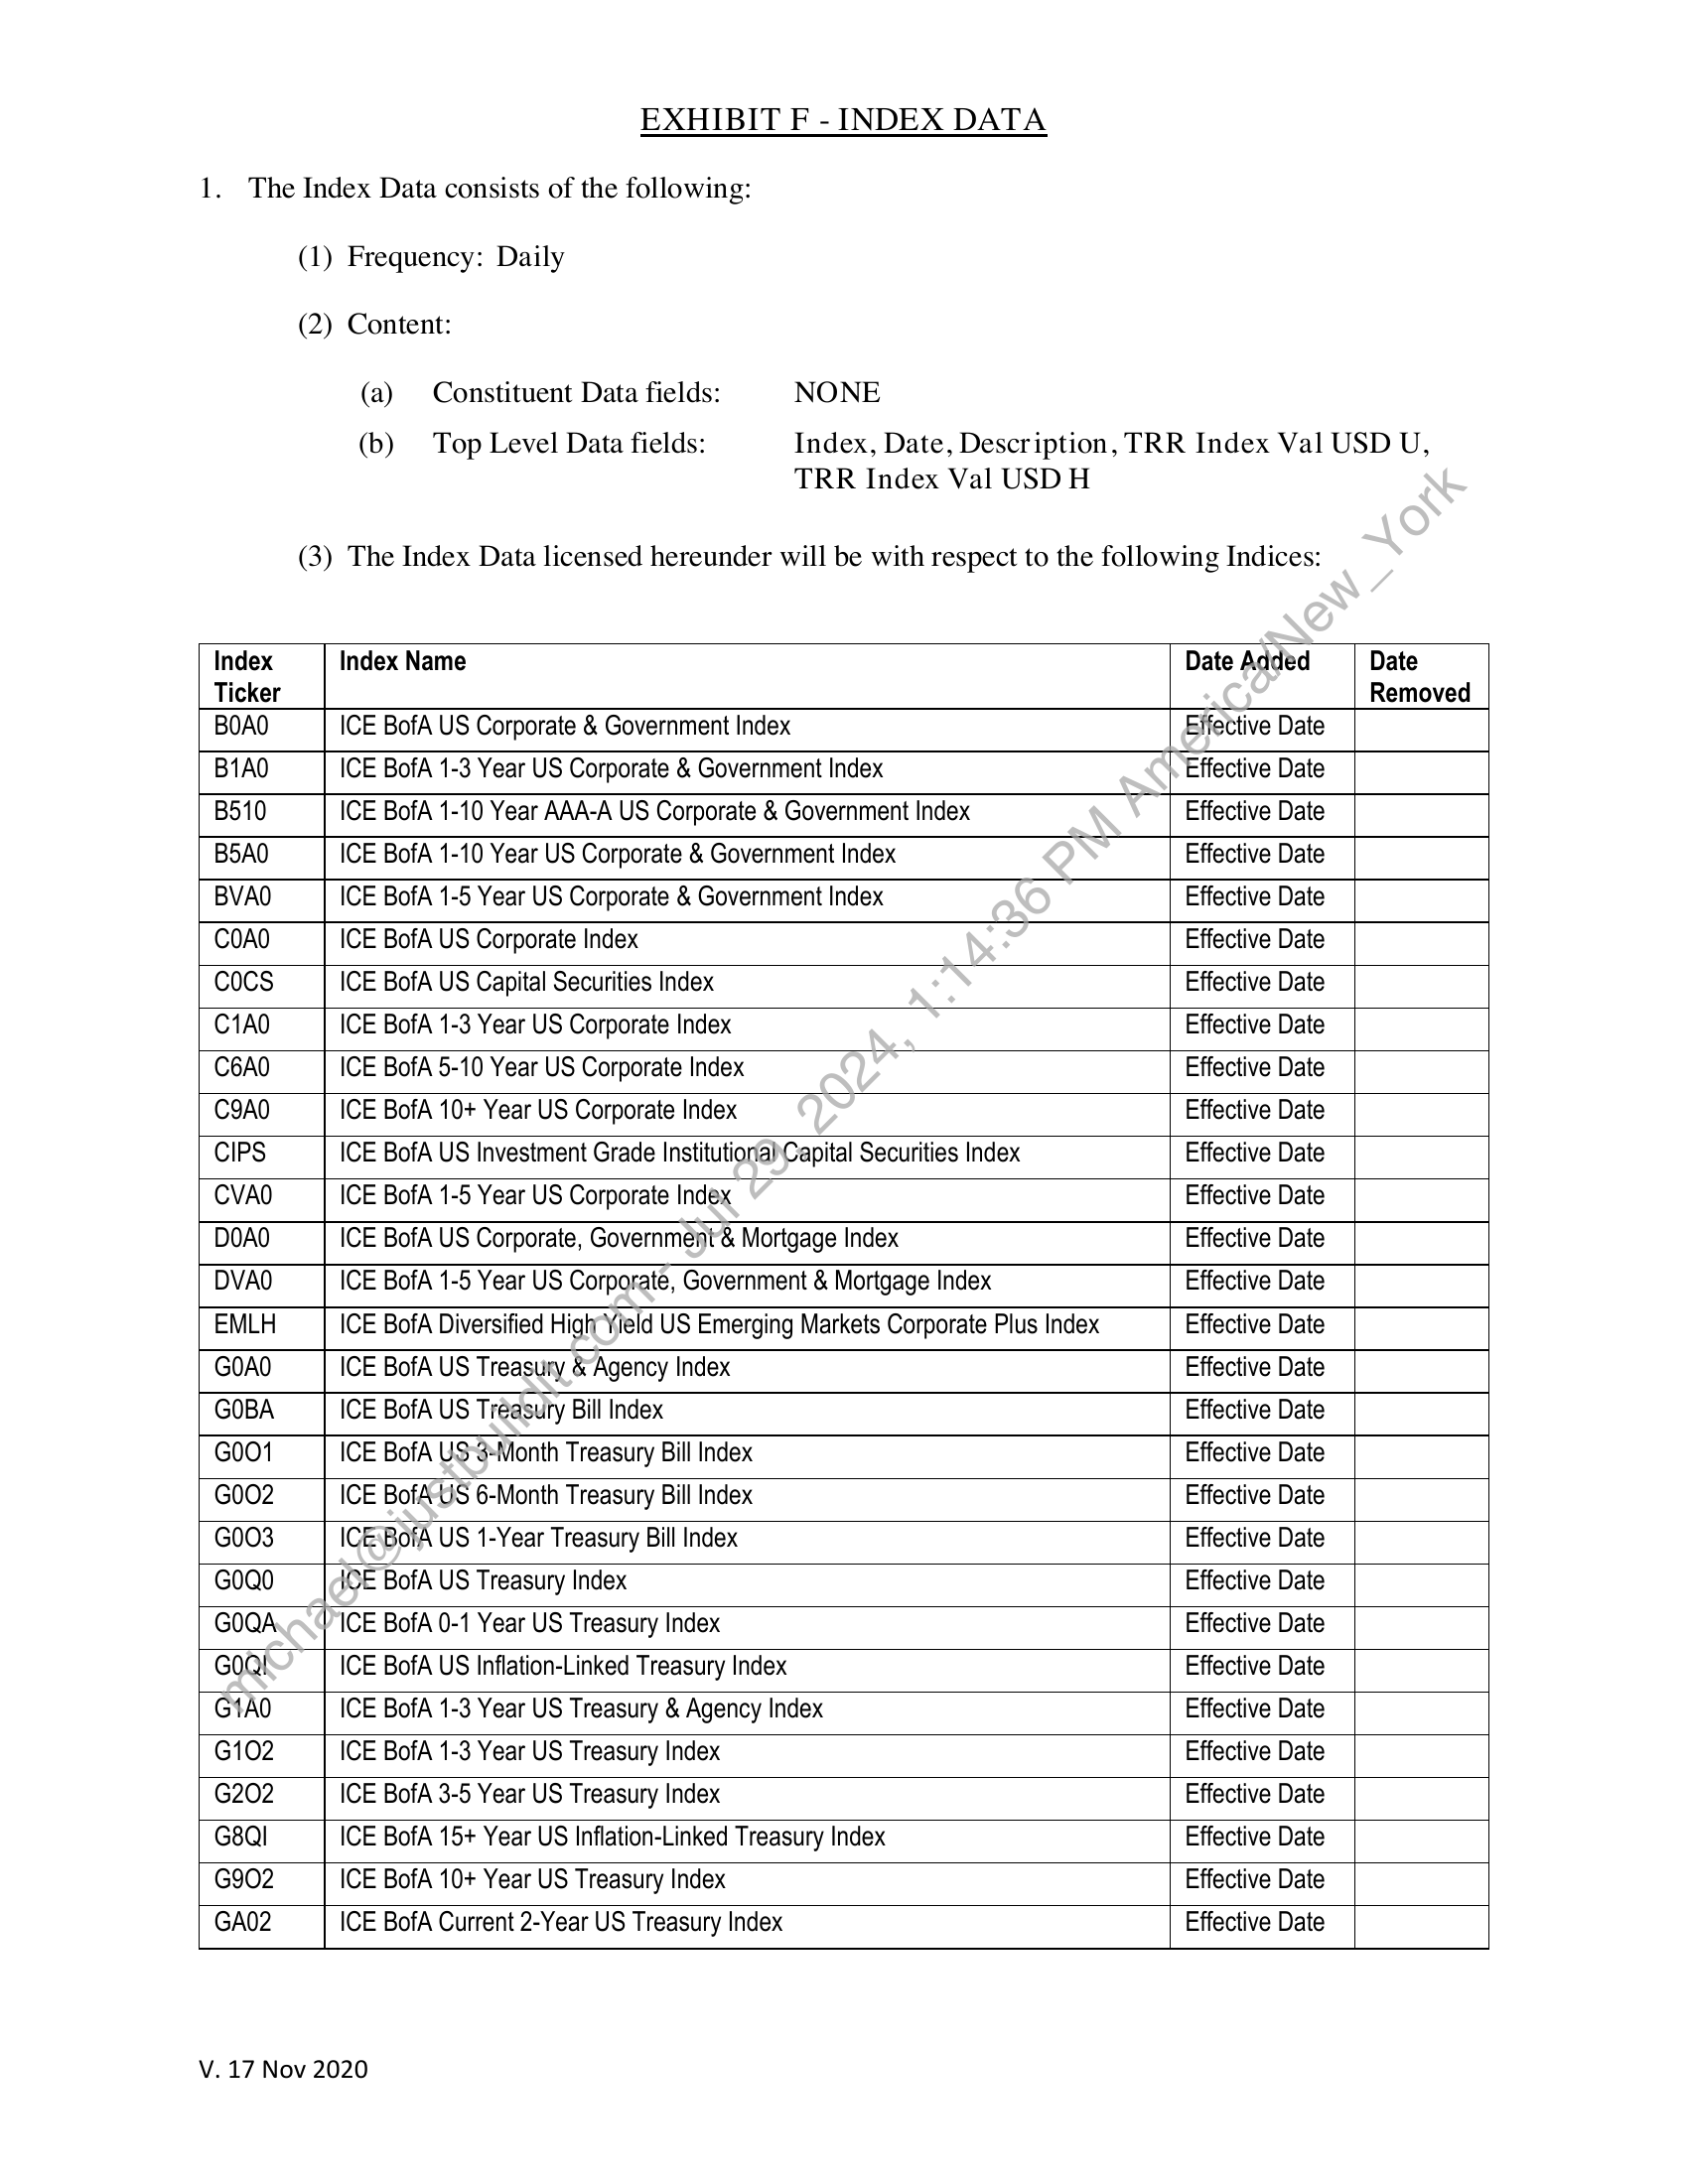 EXHIBIT F - INDEX DATA
1. The Index Data consists of the following:
(1) Frequency: Daily
(2) Content:
(a) Constituent Data fields: NONE
(b) Top Level Data fields: Index, Date, Description, TRR Index Val USD U,
TRR Index Val USD H
(3) The Index Data licensed hereunder will be with respect to the following Indices:
Index Ticker Index Name Date Added Date Removed
B0A0 ICE BofA US Corporate & Government Index Effective Date
B1A0 ICE BofA 1-3 Year US Corporate & Government Index Effective Date
B510 ICE BofA 1-10 Year AAA-A US Corporate & Government Index Effective Date
B5A0 ICE BofA 1-10 Year US Corporate & Government Index Effective Date
BVA0 ICE BofA 1-5 Year US Corporate & Government Index Effective Date
C0A0 ICE BofA US Corporate Index Effective Date
C0CS ICE BofA US Capital Securities Index Effective Date
C1A0 ICE BofA 1-3 Year US Corporate Index Effective Date
C6A0 ICE BofA 5-10 Year US Corporate Index Effective Date
C9A0 ICE BofA 10+ Year US Corporate Index Effective Date
CIPS ICE BofA US Investment Grade Institutional Capital Securities Index Effective Date
CVA0 ICE BofA 1-5 Year US Corporate Index Effective Date
D0A0 ICE BofA US Corporate, Government & Mortgage Index Effective Date
DVA0 ICE BofA 1-5 Year US Corporate, Government & Mortgage Index Effective Date
EMLH ICE BofA Diversified High Yield US Emerging Markets Corporate Plus Index Effective Date
G0A0 ICE BofA US Treasury & Agency Index Effective Date
G0BA ICE BofA US Treasury Bill Index Effective Date
G0O1 ICE BofA US 3-Month Treasury Bill Index Effective Date
G0O2 ICE BofA US 6-Month Treasury Bill Index Effective Date
G0O3 ICE BofA US 1-Year Treasury Bill Index Effective Date
G0Q0 ICE BofA US Treasury Index Effective Date
G0QA ICE BofA 0-1 Year US Treasury Index Effective Date
G0QI ICE BofA US Inflation-Linked Treasury Index Effective Date
G1A0 ICE BofA 1-3 Year US Treasury & Agency Index Effective Date
G1O2 ICE BofA 1-3 Year US Treasury Index Effective Date
G2O2 ICE BofA 3-5 Year US Treasury Index Effective Date
G8QI ICE BofA 15+ Year US Inflation-Linked Treasury Index Effective Date
G9O2 ICE BofA 10+ Year US Treasury Index Effective Date
GA02 ICE BofA Current 2-Year US Treasury Index Effective Date
michael@justbuildit.com - Jul 29, 2024, 1:14:36 PM America/New_York
V. 17 Nov 2020